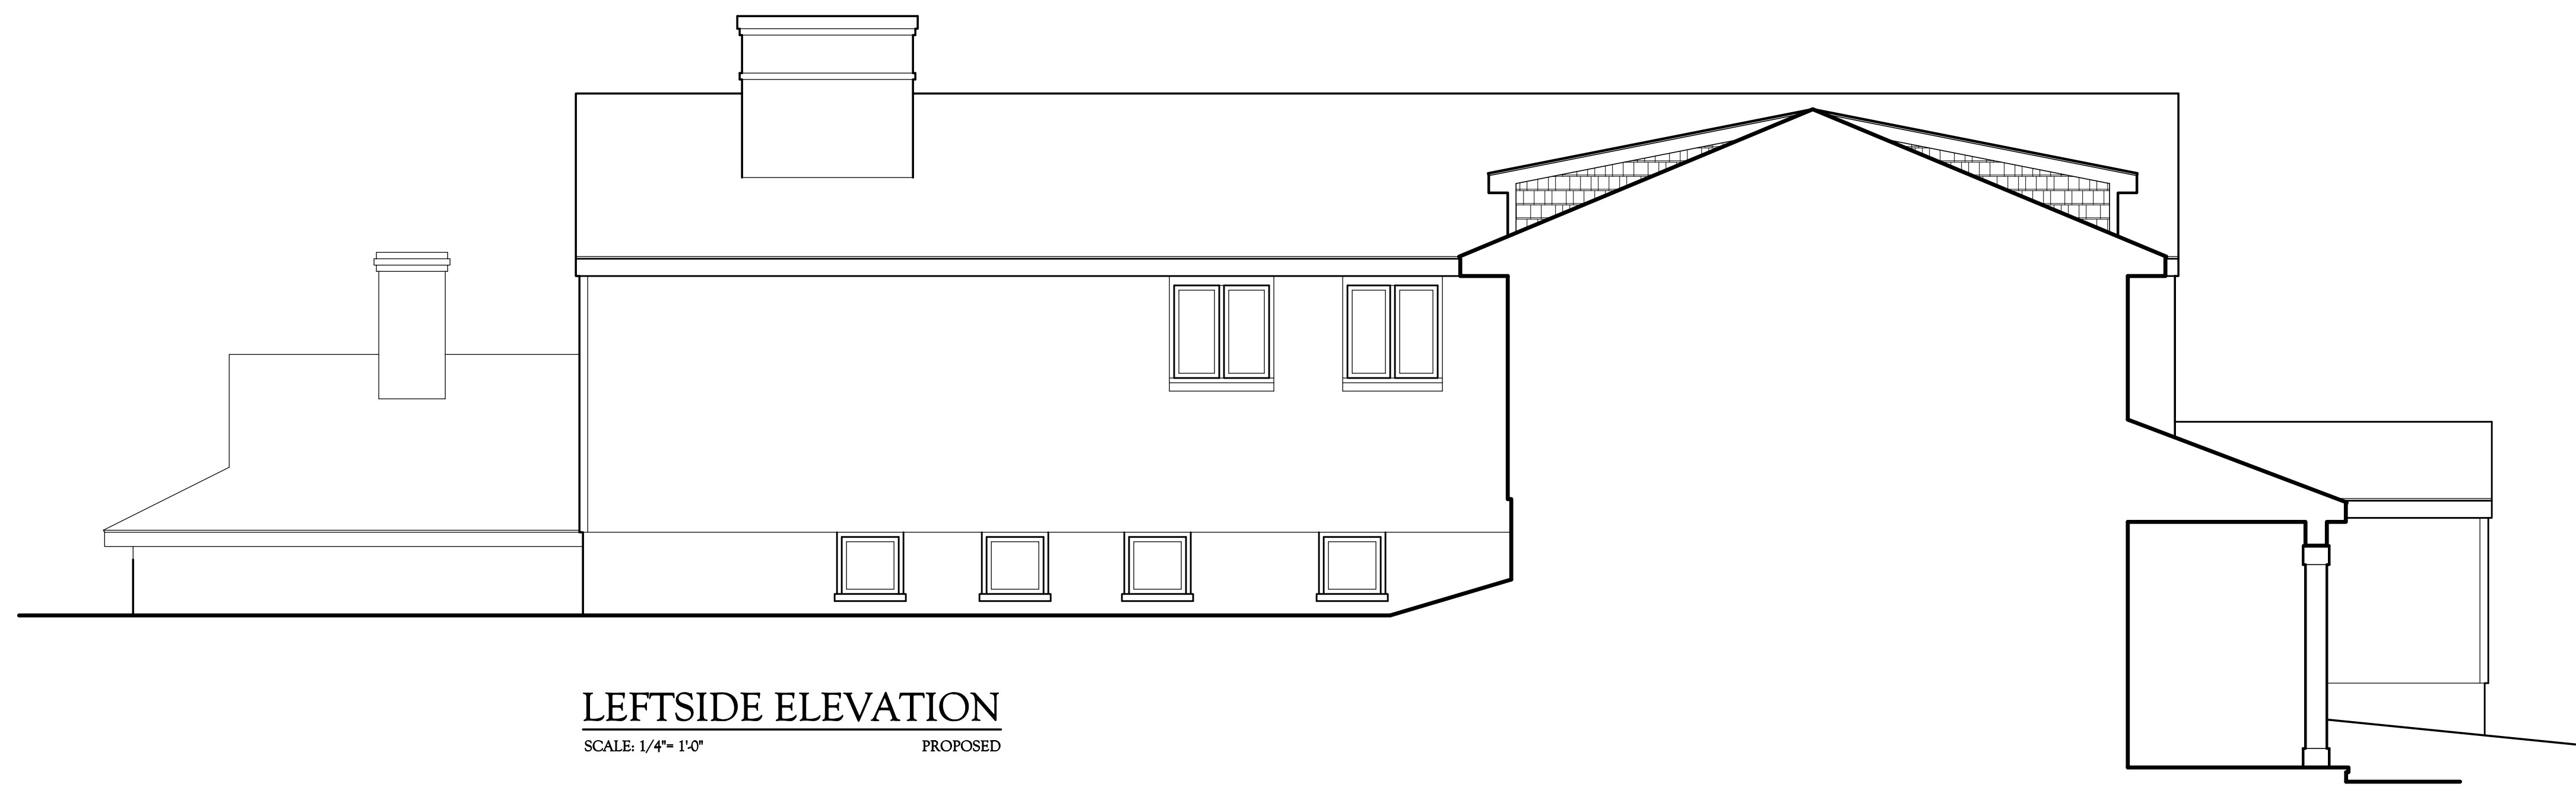 LEFTSIDE ELEVATION
SCALE: 1/4"= 1'-0" PROPOSED